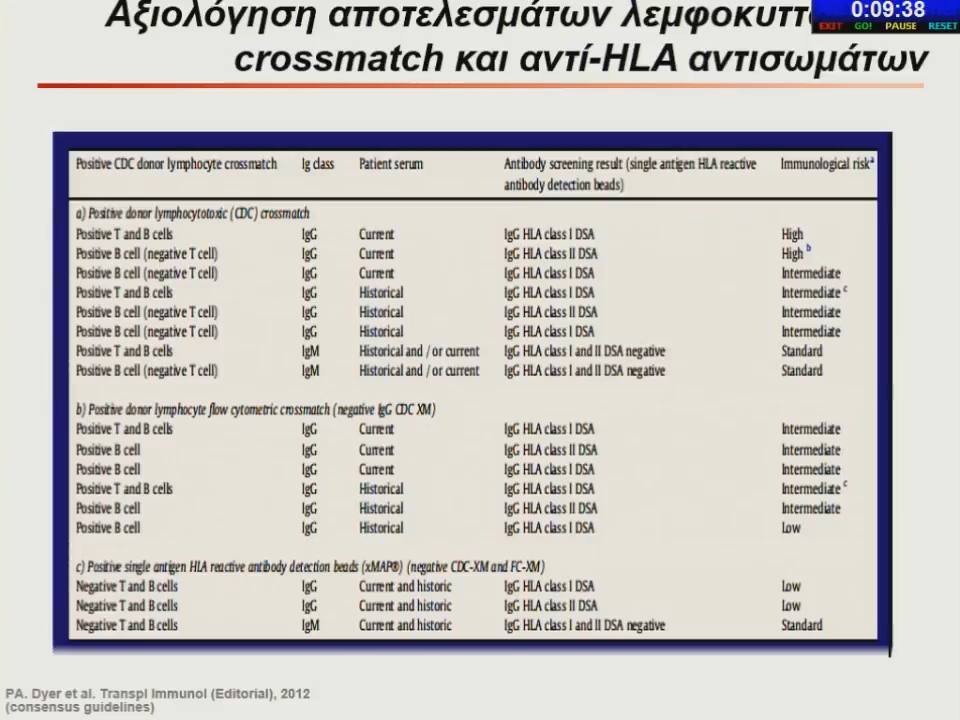 Αξιολόγηση αποτελεσμάτων
0:09:38
EXIT GO! PAUSE RESET
crossmatch και αντί-HLA αντισωμάτων
Positive CDC donor lymphocyte crossmatch Ig class Patient serum Antibody screening result (single antigen HLA reactive Immunological risk a
antibody detection beads)
a) Positive donor lymphocytotoxic (CDC) crossmatch
Positive T and B cells IgG Current IgG HLA class I DSA High
Positive B cell (negative T cell) IgG Current IgG HLA class II DSA High b
Positive B cell (negative T cell) IgG Current IgG HLA class I DSA Intermediate
Positive T and B cells IgG Historical IgG HLA class I DSA Intermediate c
Positive B cell (negative T cell) IgG Historical IgG HLA class II DSA Intermediate
Positive B cell (negative T cell) IgG Historical IgG HLA class I DSA Intermediate
Positive T and B cells IgM Historical and / or current IgG HLA class I and II DSA negative Standard
Positive B cell (negative T cell) IgM Historical and / or current IgG HLA class I and II DSA negative Standard
b) Positive donor lymphocyte flow cytometric crossmatch (negative IgG CDC XM)
Positive T and B cells IgG Current IgG HLA class I DSA Intermediate
Positive B cell IgG Current IgG HLA class II DSA Intermediate
Positive B cell IgG Current IgG HLA class I DSA Intermediate
Positive T and B cells IgG Historical IgG HLA class I DSA Intermediate c
Positive B cell IgG Historical IgG HLA class II DSA Intermediate
Positive B cell IgG Historical IgG HLA class I DSA Low
c) Positive single antigen HLA reactive antibody detection beads (xMAP®) (negative CDC-XM and FC-XM)
Negative T and B cells IgG Current and historic IgG HLA class I DSA Low
Negative T and B cells IgG Current and historic IgG HLA class II DSA Low
Negative T and B cells IgM Current and historic IgG HLA class I and II DSA negative Standard
PA. Dyer et al. Transpl Immunol (Editorial), 2012
(consensus guidelines)